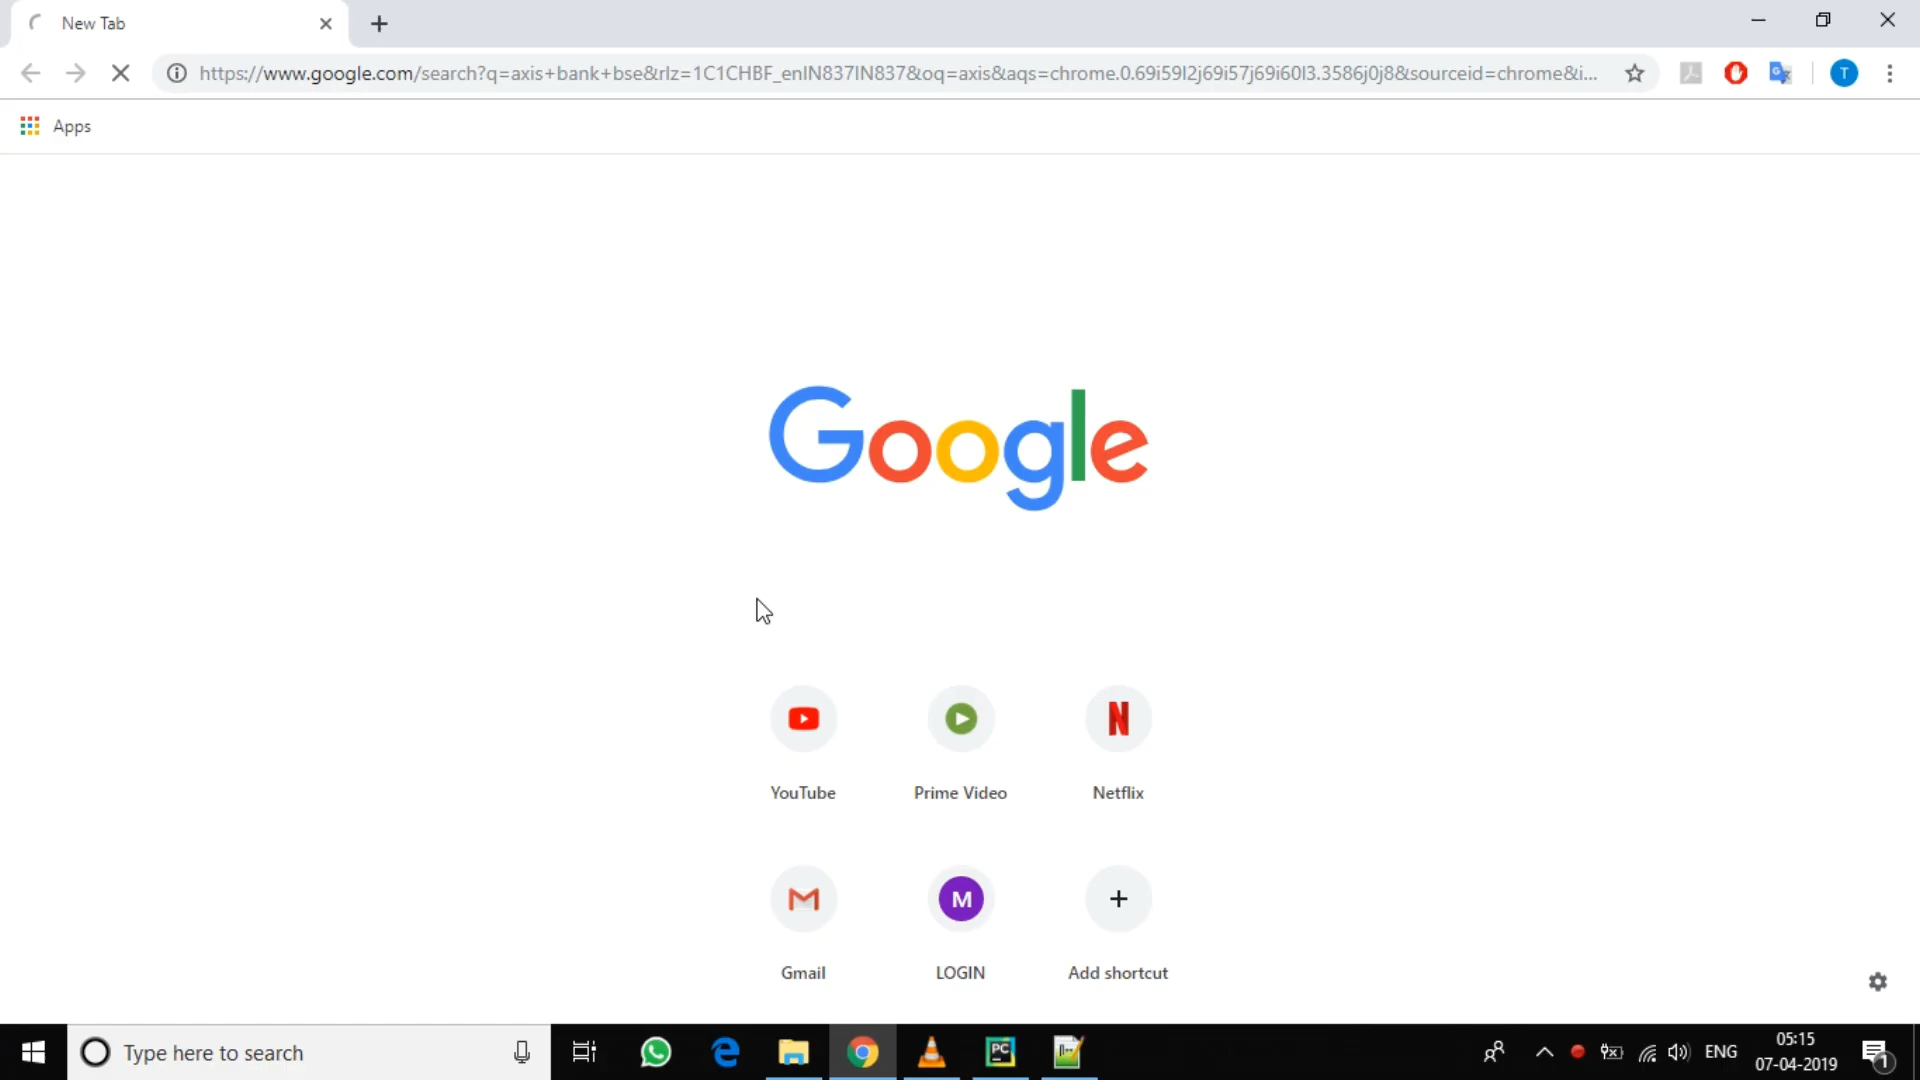 New Tab
https://www.google.com/search?q=axis+bank+bse&rlz=1C1CHBF_enIN837IN837&oq=axis&aqs=chrome.0.69i59l2j69i57j69i60l3.3586j0j8&sourceid=chrome&i...
T
Apps
Google
YouTube
Prime Video
Netflix
M
Gmail
LOGIN
Add shortcut
Type here to search
PC
ENG
05:15
07-04-2019
1